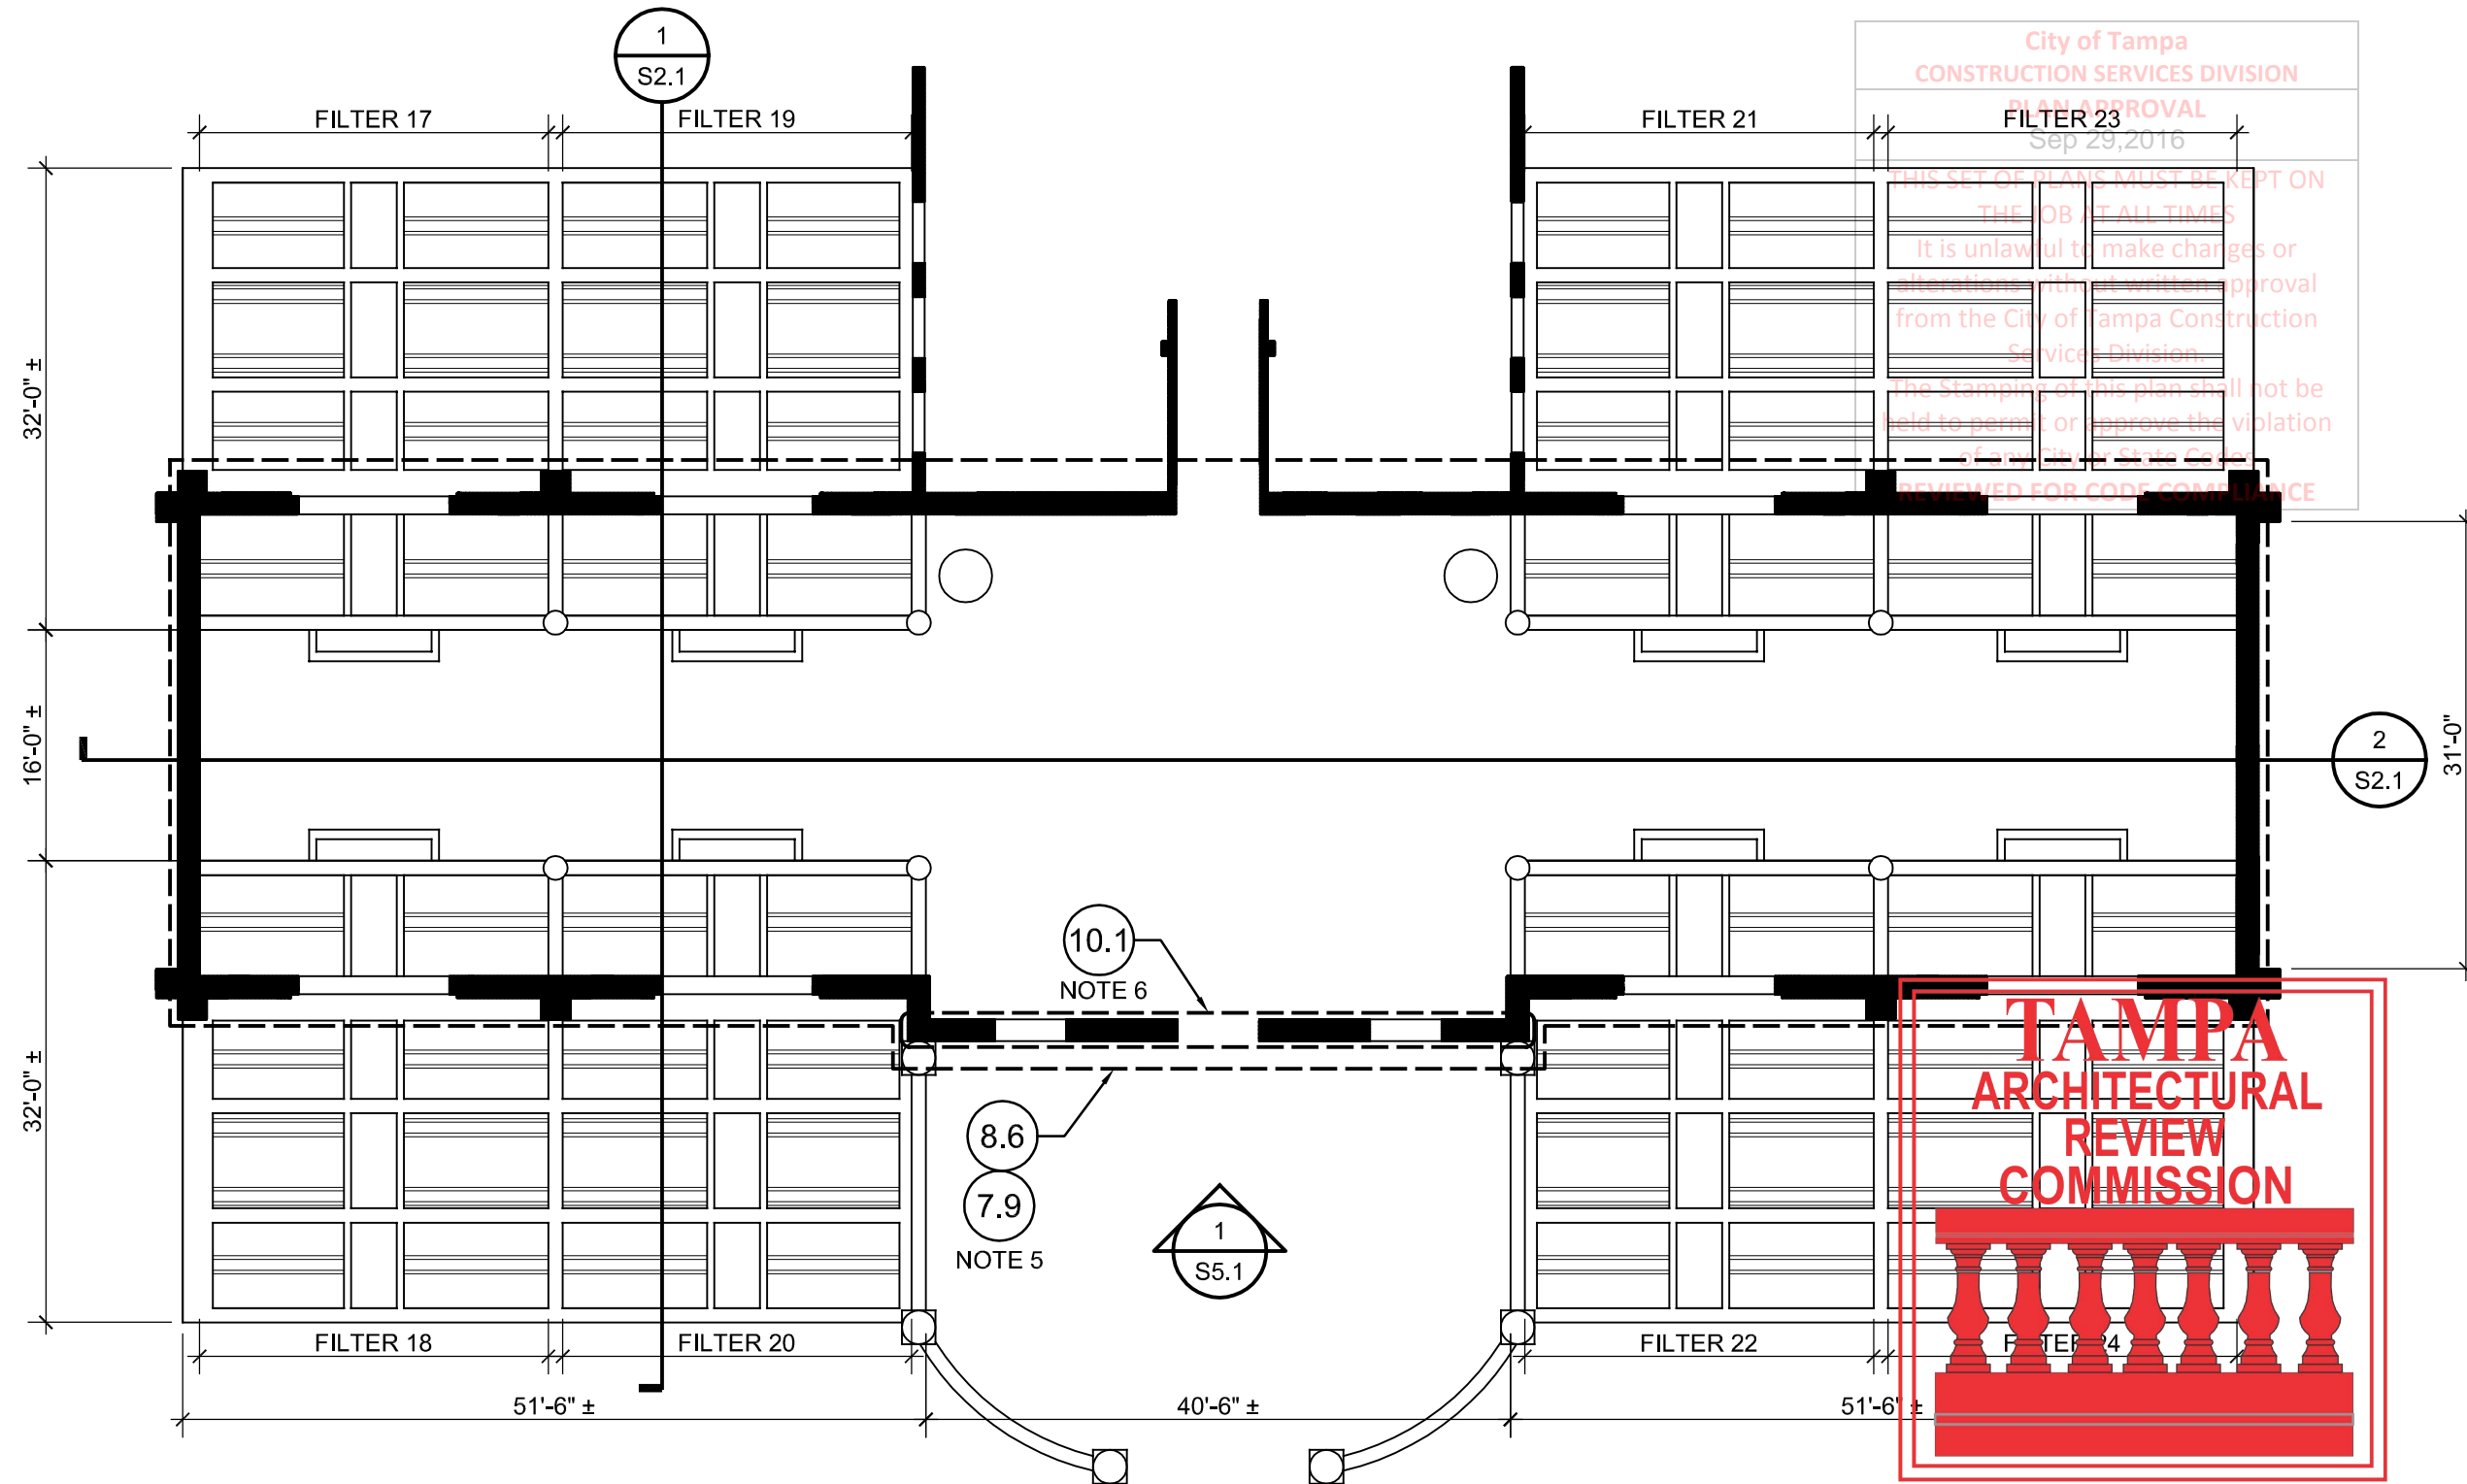 1
S2.1
City of Tampa
CONSTRUCTION SERVICES DIVISION
PLAN APPROVAL
Sep 29,2016
THIS SET OF PLANS MUST BE KEPT ON
THE JOB AT ALL TIMES
It is unlawful to make changes or
alterations without written approval
from the City of Tampa Construction
Services Division.
The Stamping of this plan shall not be
held to permit or approve the violation
of any City or State Codes
REVIEWED FOR CODE COMPLIANCE
FILTER 17
FILTER 19
FILTER 21
FILTER 23
32'-0" ±
16'-0" ±
32'-0" ±
31'-0"
2
S2.1
10.1
NOTE 6
8.6
7.9
NOTE 5
1
S5.1
TAMPA
ARCHITECTURAL
REVIEW
COMMISSION
FILTER 18
FILTER 20
FILTER 22
FILTER 24
51'-6" ±
40'-6" ±
51'-6"